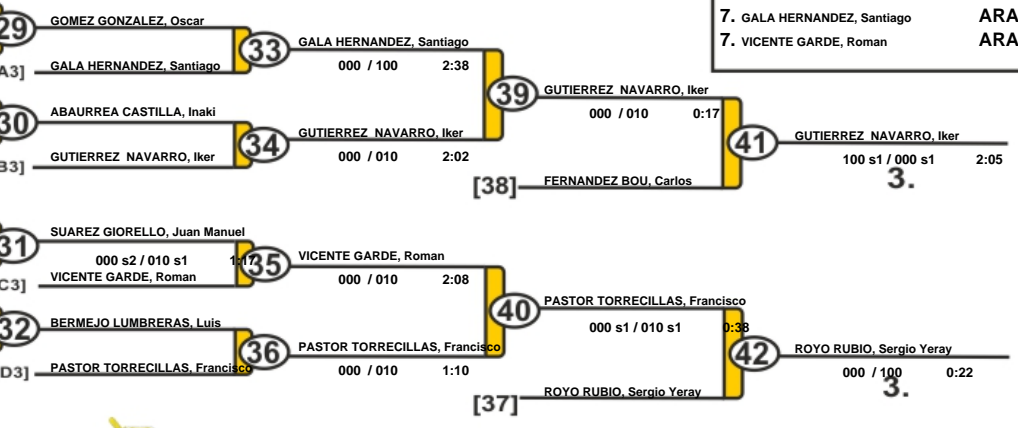 7. GALA HERNANDEZ, Santiago ARA
7. VICENTE GARDE, Roman ARA
29 GOMEZ GONZALEZ, Oscar
A3] GALA HERNANDEZ, Santiago
33 GALA HERNANDEZ, Santiago
000 / 100 2:38
30 ABAURREA CASTILLA, Inaki
B3] GUTIERREZ NAVARRO, Iker
34 GUTIERREZ NAVARRO, Iker
000 / 010 2:02
39 GUTIERREZ NAVARRO, Iker
000 / 010 0:17
[38] FERNANDEZ BOU, Carlos
41 GUTIERREZ NAVARRO, Iker
100 s1 / 000 s1 2:05
3.
31 SUAREZ GIORELLO, Juan Manuel
000 s2 / 010 s1 1:17
C3] VICENTE GARDE, Roman
35 VICENTE GARDE, Roman
000 / 010 2:08
32 BERMEJO LUMBRERAS, Luis
D3] PASTOR TORRECILLAS, Francisco
36 PASTOR TORRECILLAS, Francisco
000 / 010 1:10
40 PASTOR TORRECILLAS, Francisco
000 s1 / 010 s1 0:38
[37] ROYO RUBIO, Sergio Yeray
42 ROYO RUBIO, Sergio Yeray
000 / 100 0:22
3.